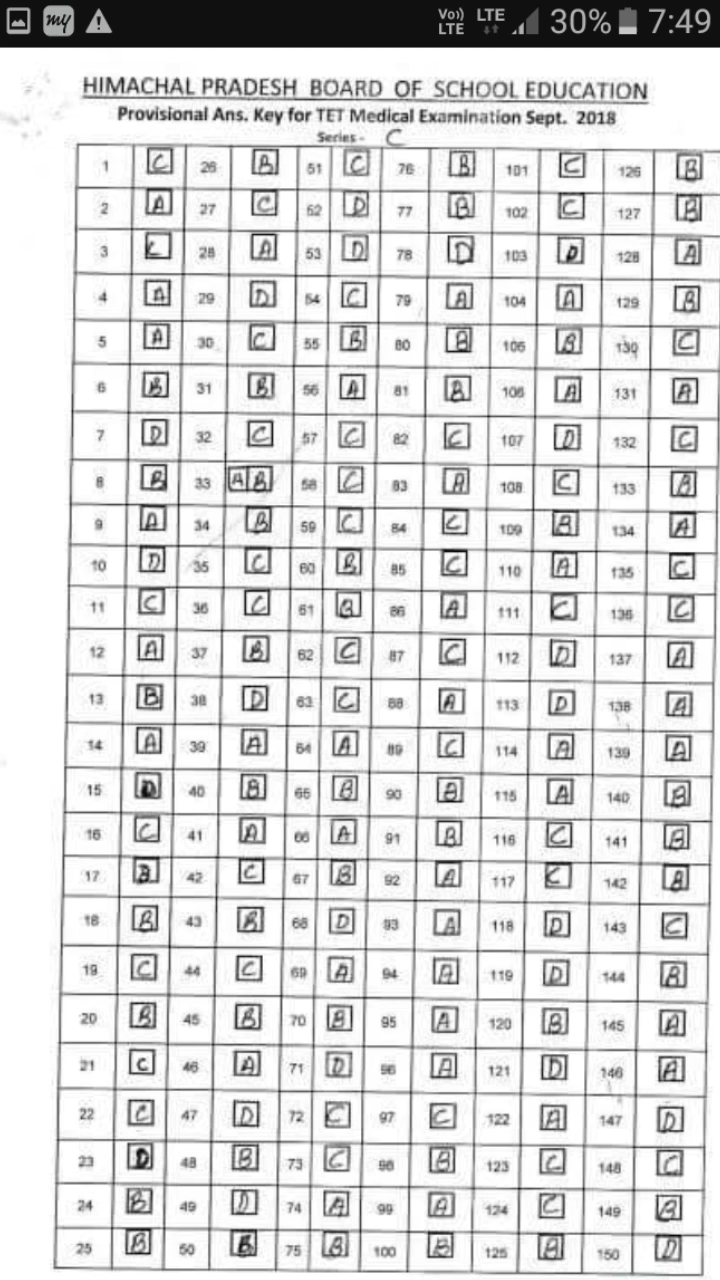 my Vo)) LTE LTE 30% 7:49
HIMACHAL PRADESH BOARD OF SCHOOL EDUCATION
Provisional Ans. Key for TET Medical Examination Sept. 2018
Series - C
1 C 26 B 51 C 76 B 101 C 126 B
2 A 27 C 52 D 77 B 102 C 127 B
3 C 28 A 53 D 78 D 103 D 128 A
4 A 29 D 54 C 79 A 104 A 129 B
5 A 30 C 55 B 80 B 105 B 130 C
6 B 31 B 56 A 81 B 106 A 131 A
7 D 32 C 57 C 82 C 107 D 132 C
8 B 33 A B 58 C 83 A 108 C 133 B
9 A 34 B 59 C 84 C 109 B 134 A
10 D 35 C 60 B 85 C 110 A 135 C
11 C 36 C 61 B 86 A 111 C 136 C
12 A 37 B 62 C 87 C 112 D 137 A
13 B 38 D 63 C 88 A 113 D 138 A
14 A 39 A 64 A 89 C 114 A 139 A
15 D 40 B 65 B 90 B 115 A 140 B
16 C 41 A 66 A 91 B 116 C 141 B
17 B 42 C 67 B 92 A 117 C 142 B
18 B 43 B 68 D 93 A 118 D 143 C
19 C 44 C 69 A 94 A 119 D 144 B
20 B 45 B 70 B 95 A 120 B 145 A
21 C 46 A 71 D 96 A 121 D 146 A
22 C 47 D 72 C 97 C 122 A 147 D
23 D 48 B 73 C 98 B 123 C 148 C
24 B 49 D 74 A 99 A 124 C 149 B
25 B 50 B 75 B 100 B 125 B 150 D